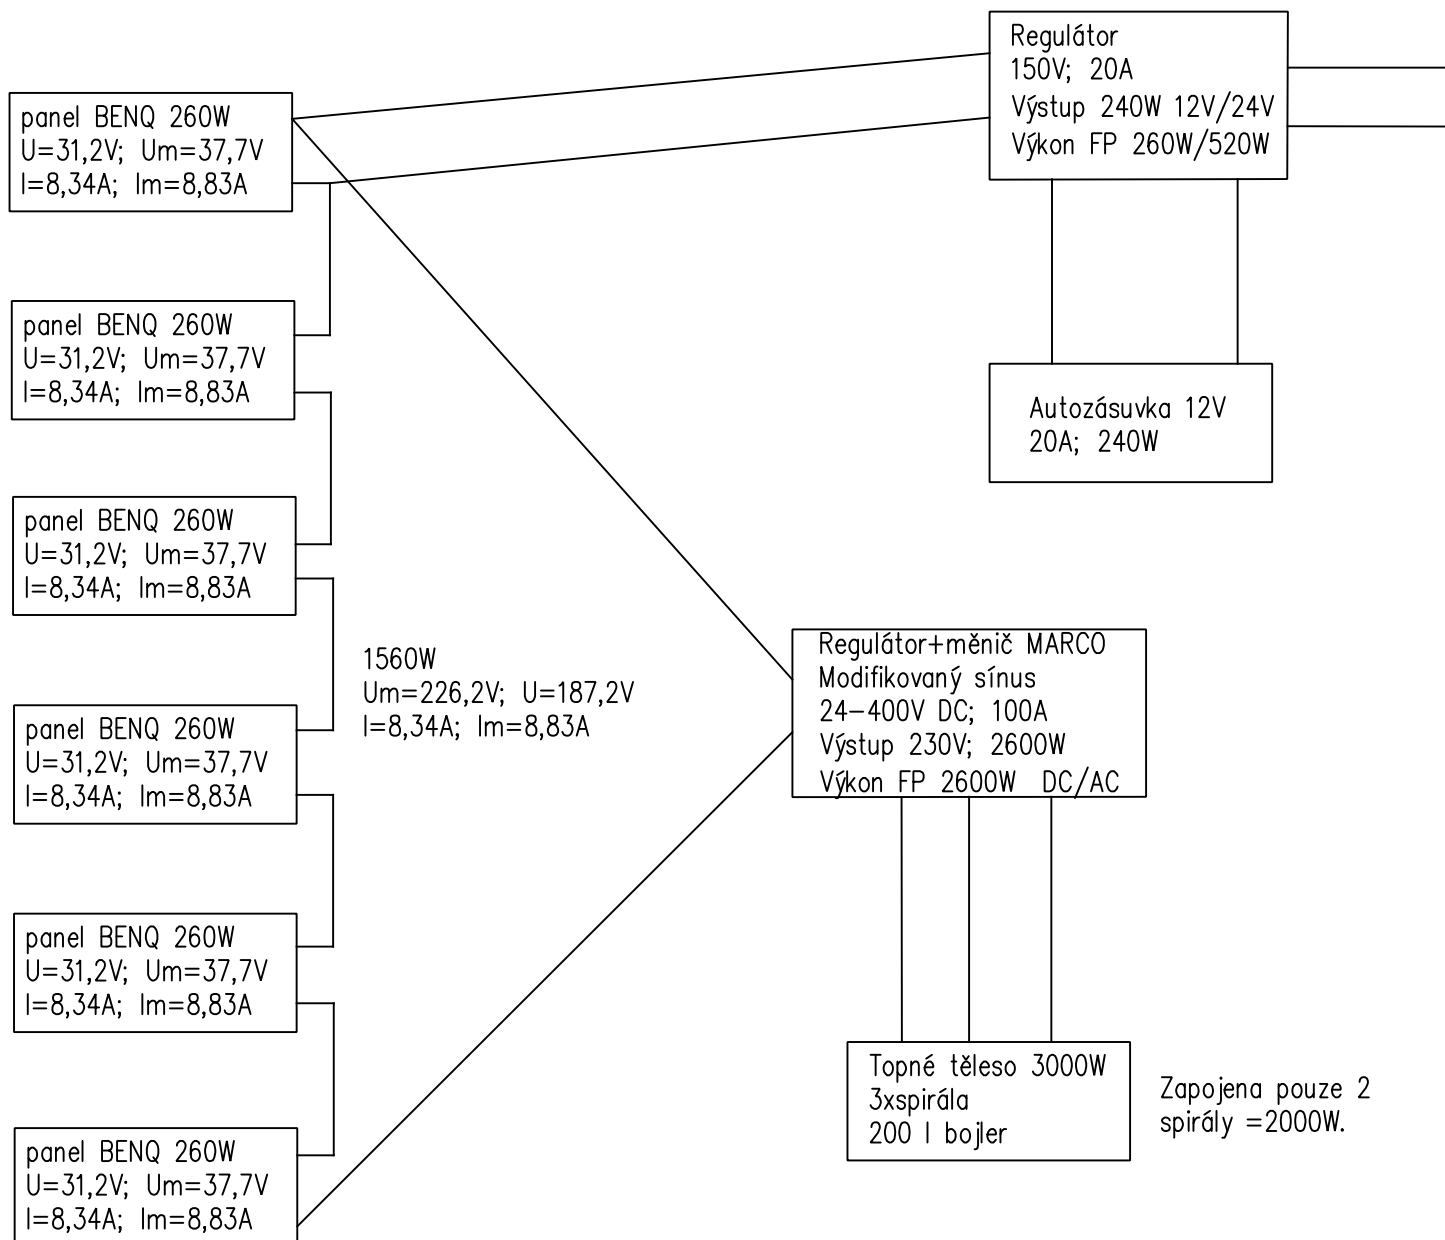 Regulátor
150V; 20A
Výstup 240W 12V/24V
Výkon FP 260W/520W
panel BENQ 260W
U=31,2V; Um=37,7V
I=8,34A; Im=8,83A
panel BENQ 260W
U=31,2V; Um=37,7V
I=8,34A; Im=8,83A
Autozásuvka 12V
20A; 240W
panel BENQ 260W
U=31,2V; Um=37,7V
I=8,34A; Im=8,83A
1560W
Um=226,2V; U=187,2V
I=8,34A; Im=8,83A
Regulátor+měnič MARCO
Modifikovaný sínus
24-400V DC; 100A
Výstup 230V; 2600W
Výkon FP 2600W DC/AC
panel BENQ 260W
U=31,2V; Um=37,7V
I=8,34A; Im=8,83A
panel BENQ 260W
U=31,2V; Um=37,7V
I=8,34A; Im=8,83A
Topné těleso 3000W
3xspirála
200 l bojler
Zapojena pouze 2
spirály =2000W.
panel BENQ 260W
U=31,2V; Um=37,7V
I=8,34A; Im=8,83A